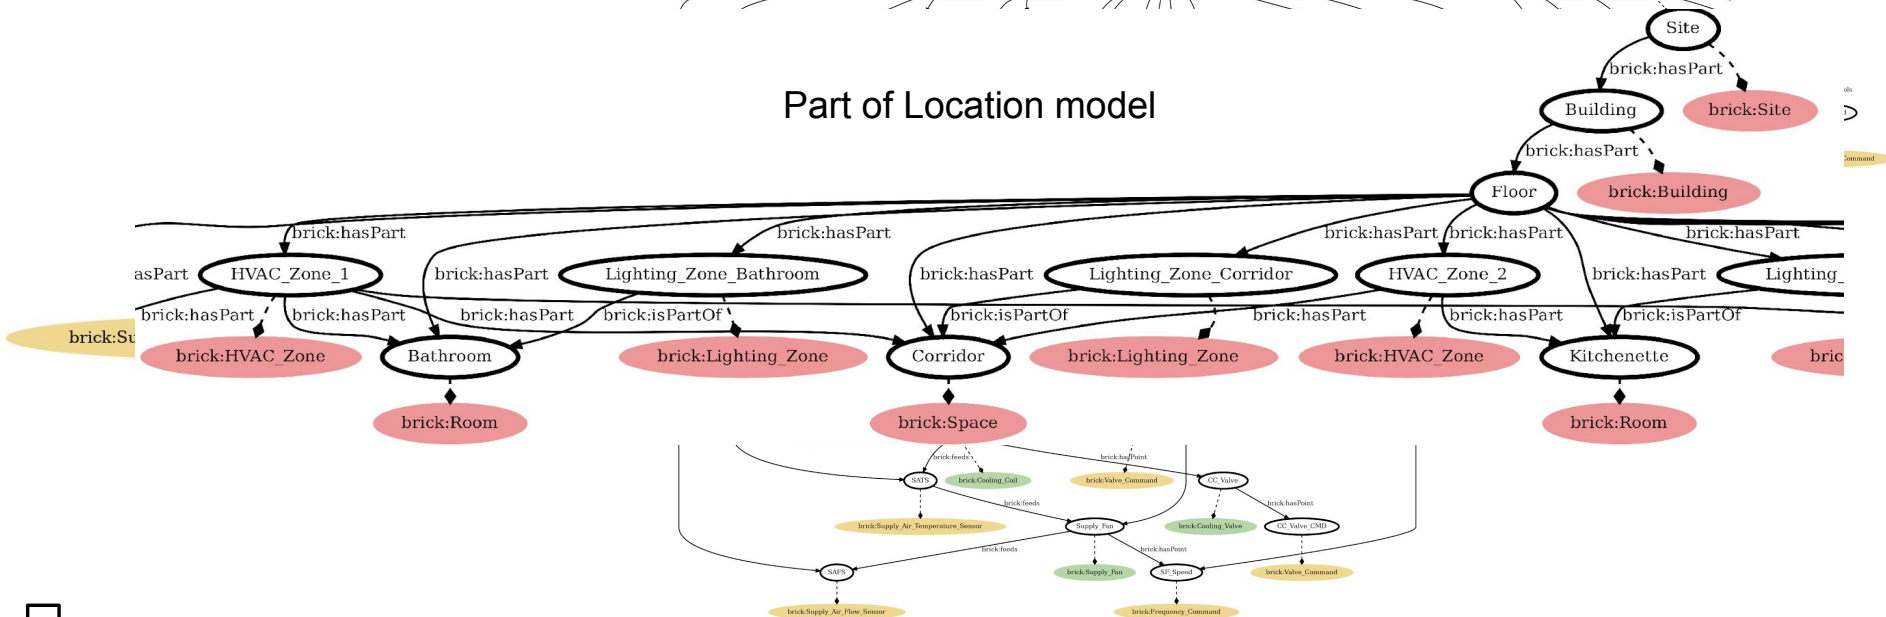 Site
brick:hasPart
Part of Location model
Building
brick:Site
brick:hasPart
Floor
brick:Building
brick:hasPart
brick:hasPart
brick:hasPart
brick:hasPart
brick:hasPart
asPart
HVAC_Zone_1
brick:hasPart
Lighting_Zone_Bathroom
brick:hasPart
Lighting_Zone_Corridor
HVAC_Zone_2
brick:hasPart
Lighting_
brick:hasPart
brick:hasPart
brick:hasPart
brick:isPartOf
brick:isPartOf
brick:hasPart
brick:hasPart
brick:isPartOf
brick:Su
brick:HVAC_Zone
Bathroom
brick:Lighting_Zone
Corridor
brick:Lighting_Zone
brick:HVAC_Zone
Kitchenette
bric
brick:Room
brick:Space
brick:Room
brick:feeds
brick:hasPoint
SATS
brick:Cooling_Coil
brick:Valve_Command
CC_Valve
brick:feeds
brick:hasPoint
brick:Supply_Air_Temperature_Sensor
Supply_Fan
brick:Cooling_Valve
CC_Valve_CMD
brick:feeds
brick:hasPoint
SAFS
brick:Supply_Fan
SF_Speed
brick:Valve_Command
brick:Supply_Air_Flow_Sensor
brick:Frequency_Command